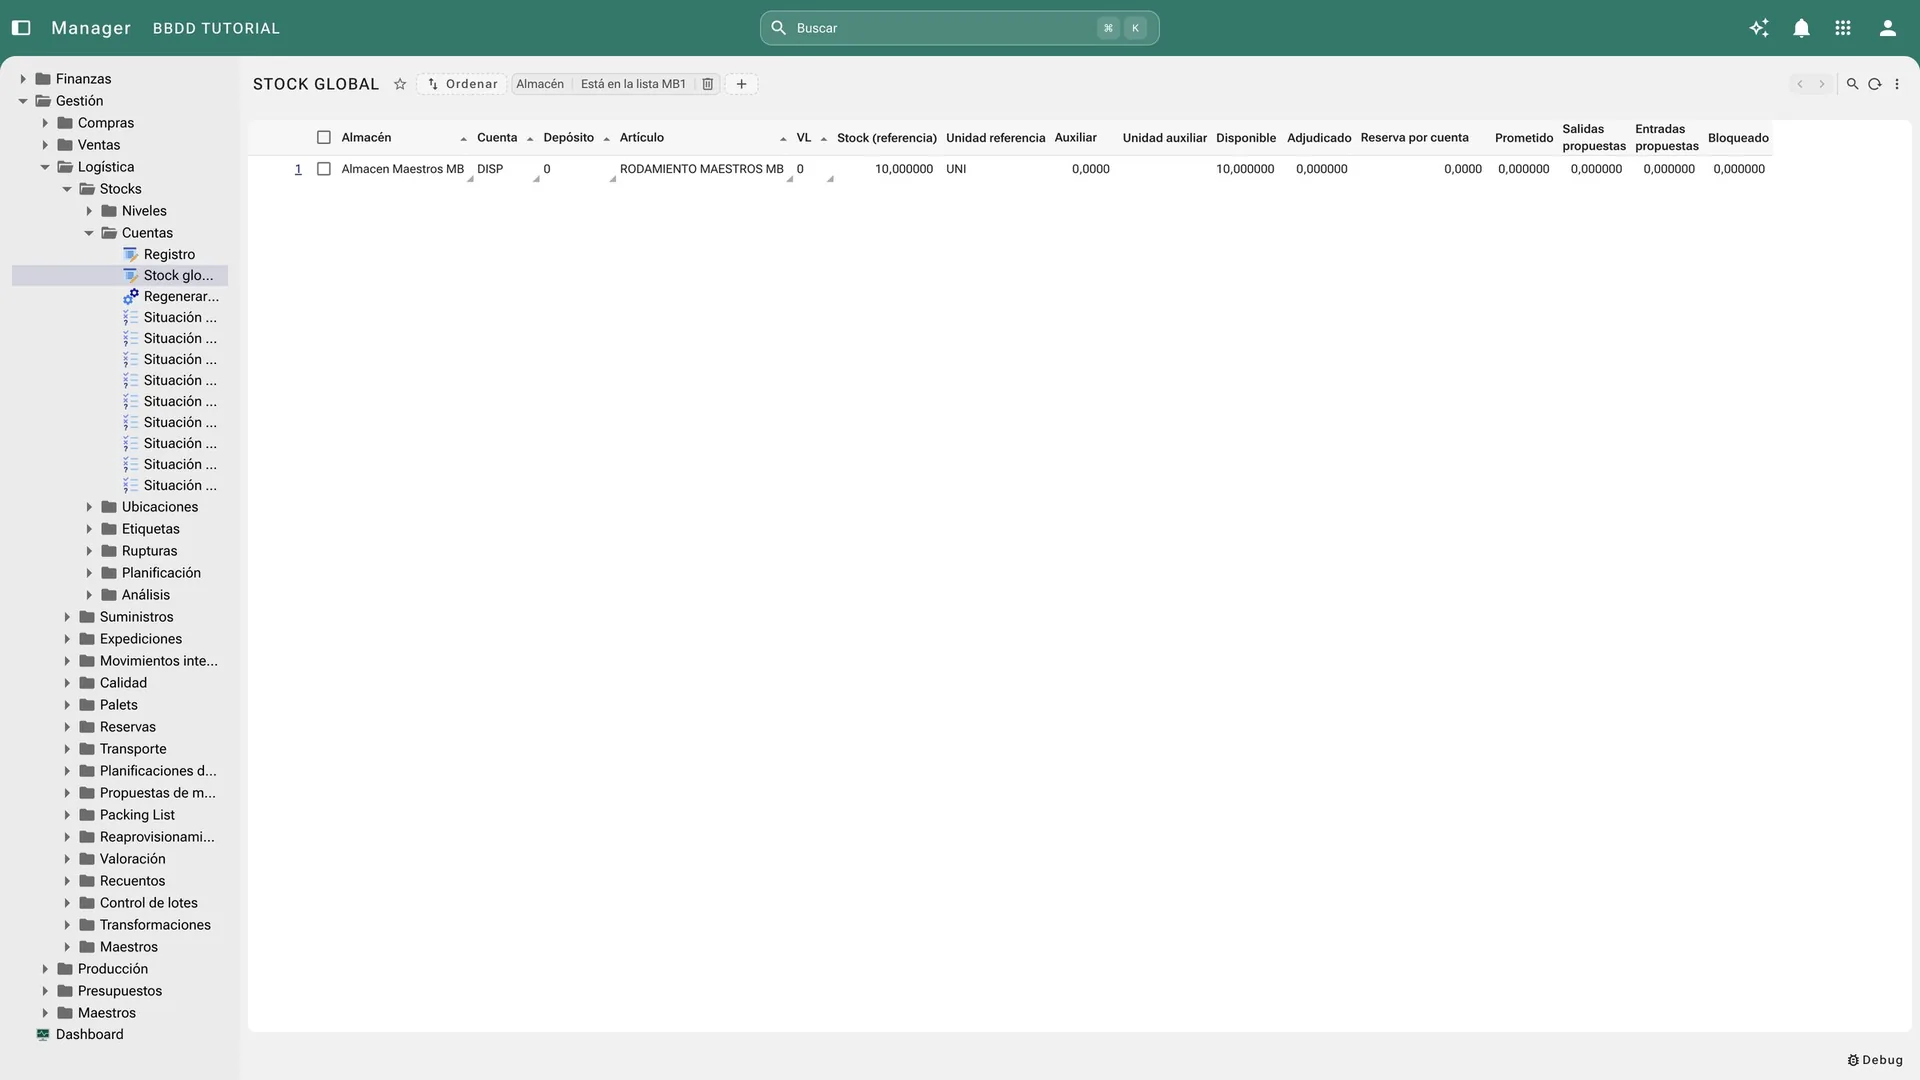 Manager BBDD TUTORIAL Buscar ⌘ K
STOCK GLOBAL Ordenar Almacén Está en la lista MB1
Finanzas
Gestión
Compras
Ventas
Logística
Stocks
Niveles
Cuentas
Registro
Stock glo...
Regenerar...
Situación ...
Situación ...
Situación ...
Situación ...
Situación ...
Situación ...
Situación ...
Situación ...
Situación ...
Ubicaciones
Etiquetas
Rupturas
Planificación
Análisis
Suministros
Expediciones
Movimientos inte...
Calidad
Palets
Reservas
Transporte
Planificaciones d...
Propuestas de m...
Packing List
Reaprovisionami...
Valoración
Recuentos
Control de lotes
Transformaciones
Maestros
Producción
Presupuestos
Maestros
Dashboard
Almacén Cuenta Depósito Artículo VL Stock (referencia) Unidad referencia Auxiliar Unidad auxiliar Disponible Adjudicado Reserva por cuenta Prometido Salidas propuestas Entradas propuestas Bloqueado
1 Almacen Maestros MB DISP 0 RODAMIENTO MAESTROS MB 0 10,000000 UNI 0,0000 10,000000 0,000000 0,0000 0,000000 0,000000 0,000000 0,000000
Debug